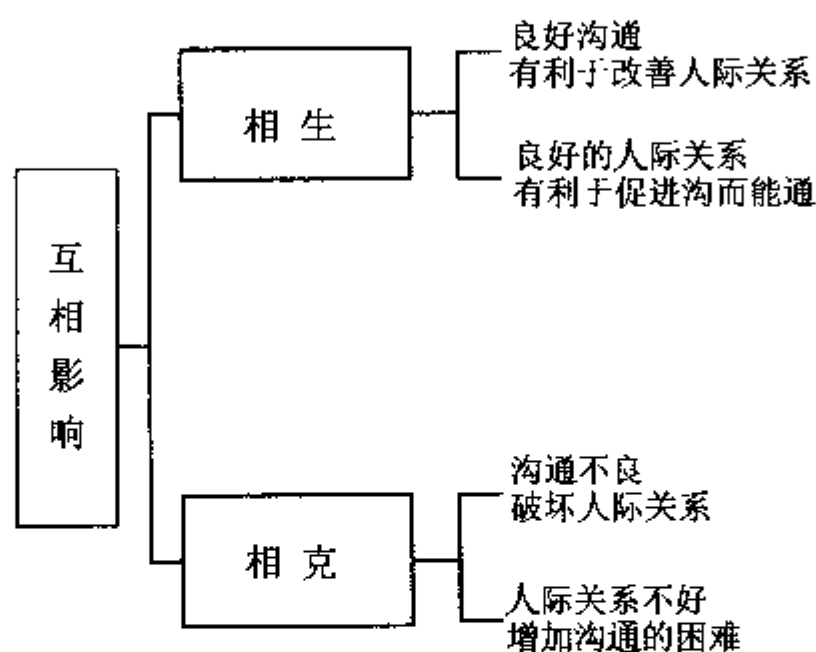 互相影响
相生
良好沟通
有利于改善人际关系
良好的人际关系
有利于促进沟而能通
相克
沟通不良
破坏人际关系
人际关系不好
增加沟通的困难